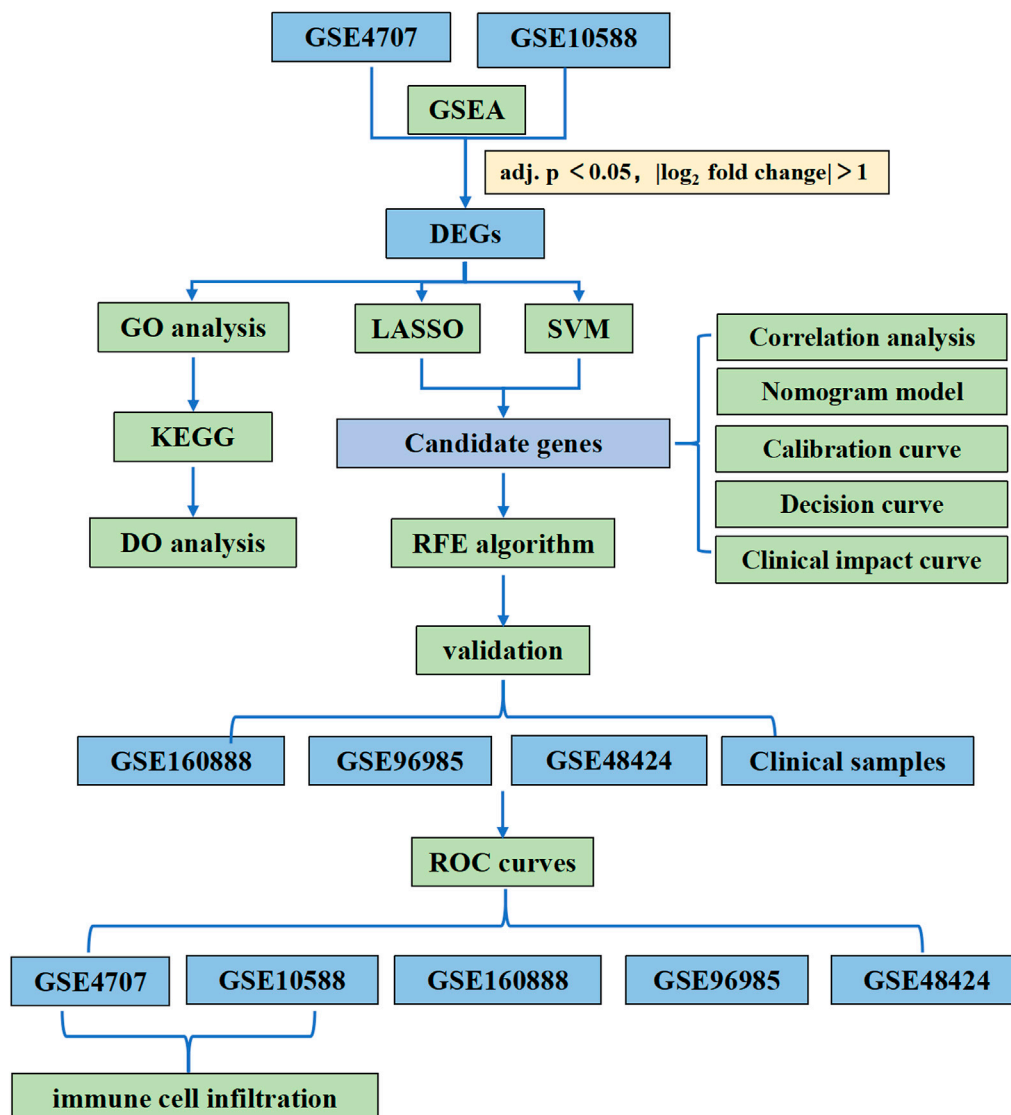 GSE4707
GSE10588
GSEA
adj. p < 0.05, |log₂ fold change| > 1
DEGs
GO analysis
LASSO
SVM
Correlation analysis
Nomogram model
KEGG
Candidate genes
Calibration curve
Decision curve
DO analysis
RFE algorithm
Clinical impact curve
validation
GSE160888
GSE96985
GSE48424
Clinical samples
ROC curves
GSE4707
GSE10588
GSE160888
GSE96985
GSE48424
immune cell infiltration